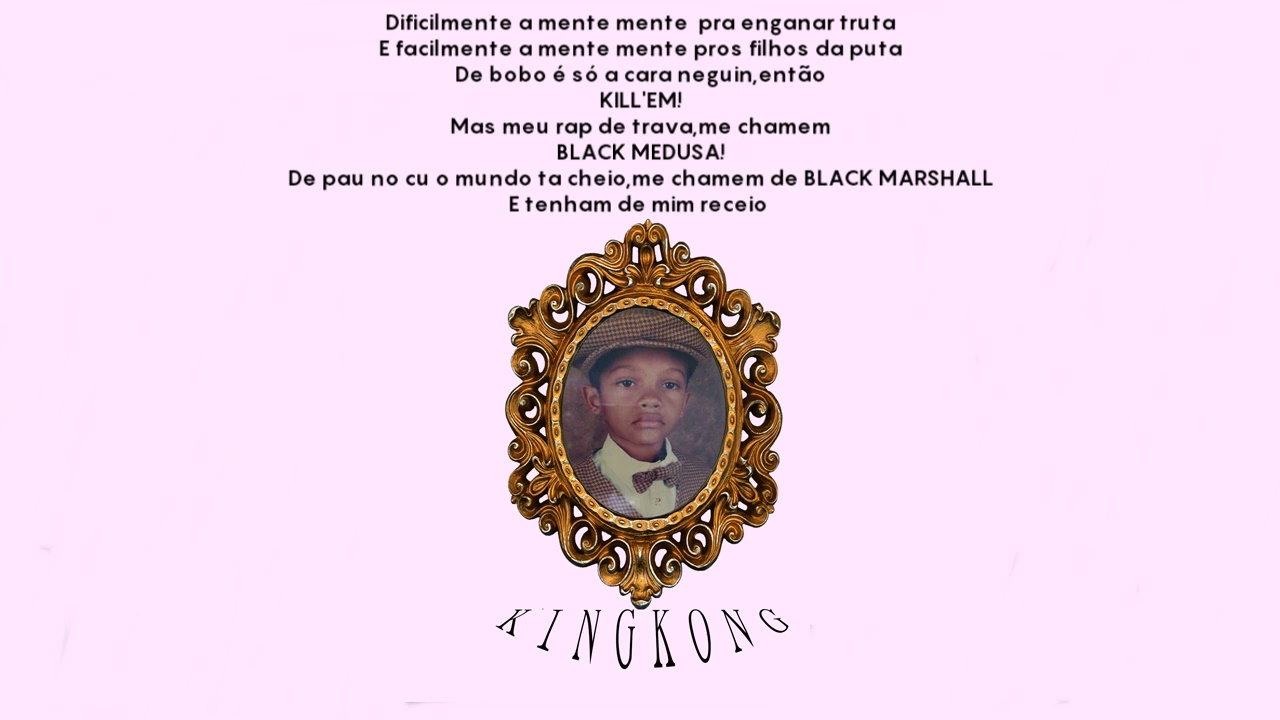 Dificilmente a mente mente  pra enganar truta
E facilmente a mente mente pros filhos da puta
De bobo é só a cara neguin,então
KILL'EM!
Mas meu rap de trava,me chamem
BLACK MEDUSA!
De pau no cu o mundo ta cheio,me chamem de BLACK MARSHALL
E tenham de mim receio
KINGKONG